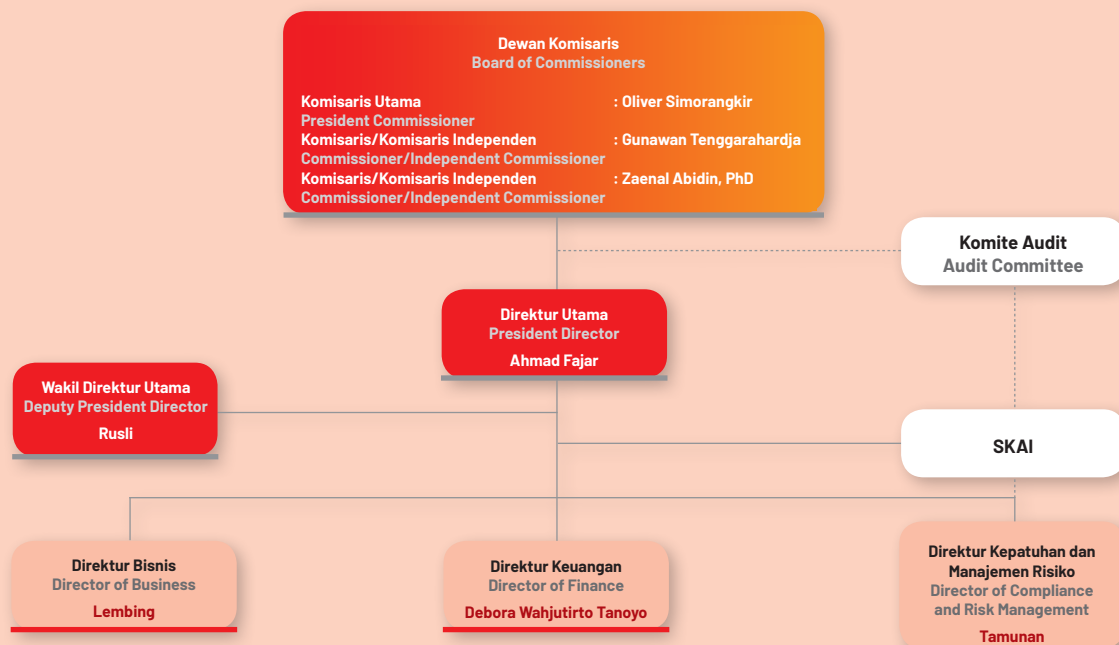 Dewan Komisaris
Board of Commissioners
Komisaris Utama : Oliver Simorangkir
President Commissioner
Komisaris/Komisaris Independen : Gunawan Tenggarahardja
Commissioner/Independent Commissioner
Komisaris/Komisaris Independen : Zaenal Abidin, PhD
Commissioner/Independent Commissioner
Komite Audit
Audit Committee
Direktur Utama
President Director
Ahmad Fajar
Wakil Direktur Utama
Deputy President Director
Rusli
SKAI
Direktur Bisnis
Director of Business
Lembing
Direktur Keuangan
Director of Finance
Debora Wahjutirto Tanoyo
Direktur Kepatuhan dan
Manajemen Risiko
Director of Compliance
and Risk Management
Tamunan